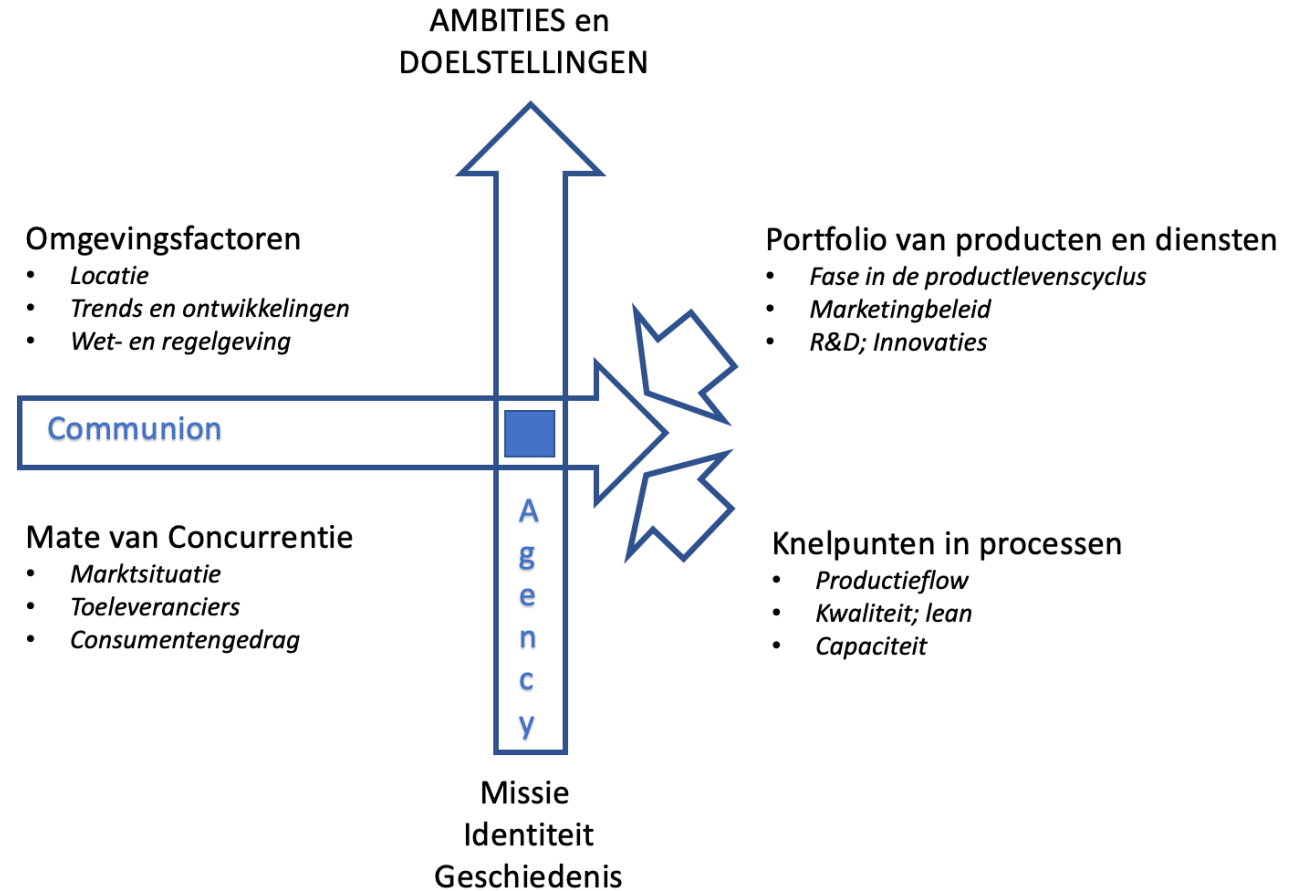 AMBITIES en
DOELSTELLINGEN
Omgevingsfactoren
• Locatie
• Trends en ontwikkelingen
• Wet- en regelgeving
Portfolio van producten en diensten
• Fase in de productlevenscyclus
• Marketingbeleid
• R&D; Innovaties
Communion
Agency
Mate van Concurrentie
• Marktsituatie
• Toeleveranciers
• Consumentengedrag
Knelpunten in processen
• Productieflow
• Kwaliteit; lean
• Capaciteit
Missie
Identiteit
Geschiedenis